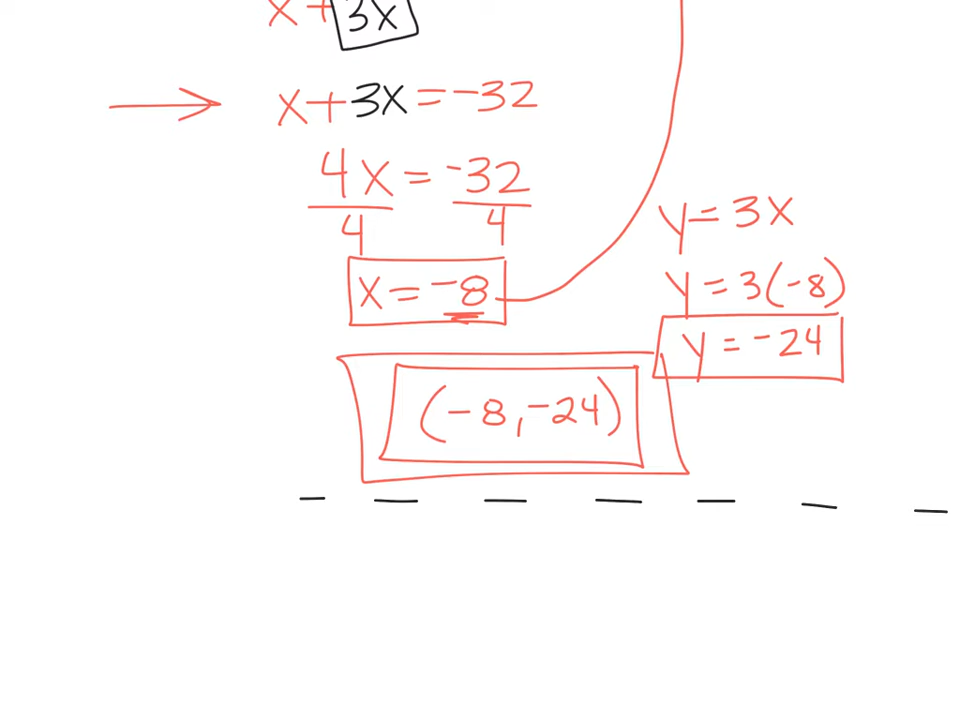 x + 3x
x + 3x = -32
4x = -32
4 4
x = -8
y = 3x
y = 3(-8)
y = -24
(-8, -24)